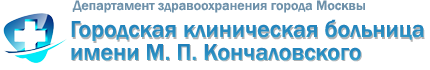 Департамент здравоохранения города Москвы
Городская клиническая больница
имени М. П. Кончаловского